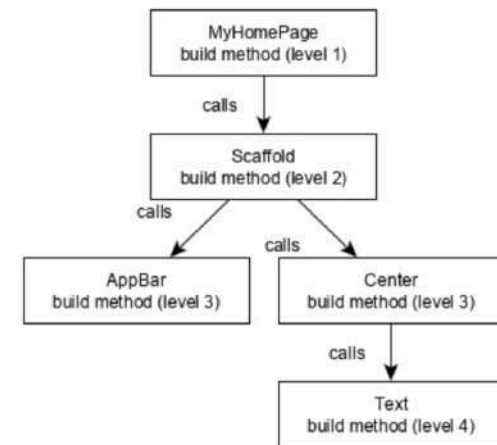 MyHomePage
build method (level 1)
calls
Scaffold
build method (level 2)
calls
calls
AppBar
build method (level 3)
Center
build method (level 3)
calls
Text
build method (level 4)